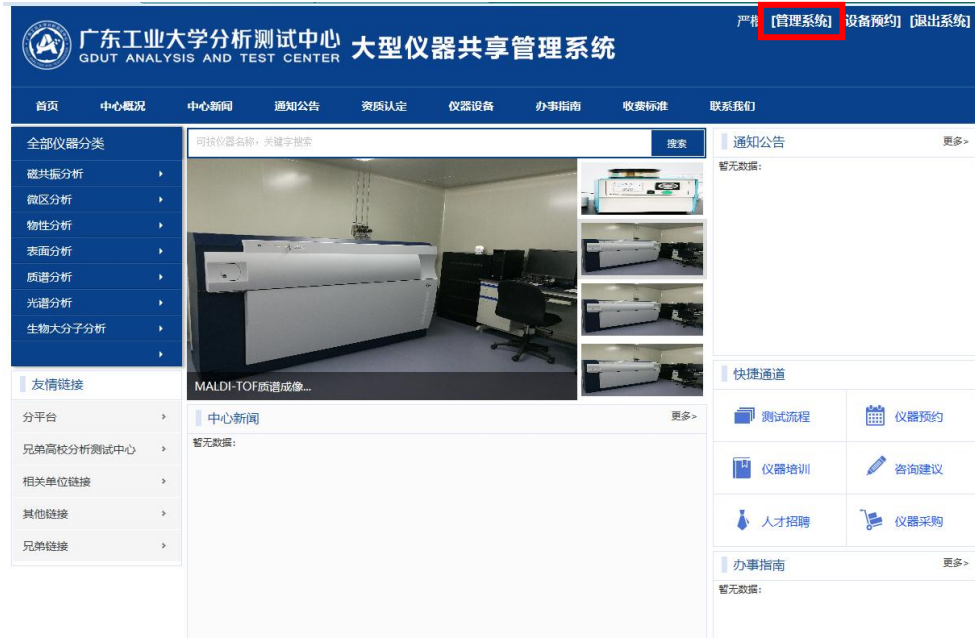 广东工业大学分析测试中心
GDUT ANALYSIS AND TEST CENTER
大型仪器共享管理系统
严 [管理系统] 设备预约] [退出系统]
首页 中心概况 中心新闻 通知公告 资质认定 仪器设备 办事指南 收费标准 联系我们
全部仪器分类
磁共振分析
微区分析
物性分析
表面分析
质谱分析
光谱分析
生物大分子分析
友情链接
分平台
兄弟高校分析测试中心
相关单位链接
其他链接
兄弟链接
可按仪器名称，关键字搜索 搜索
MALDI-TOF质谱成像...
中心新闻 更多>
暂无数据:
通知公告 更多>
暂无数据:
快捷通道
测试流程 仪器预约
仪器培训 咨询建议
人才招聘 仪器采购
办事指南 更多>
暂无数据: